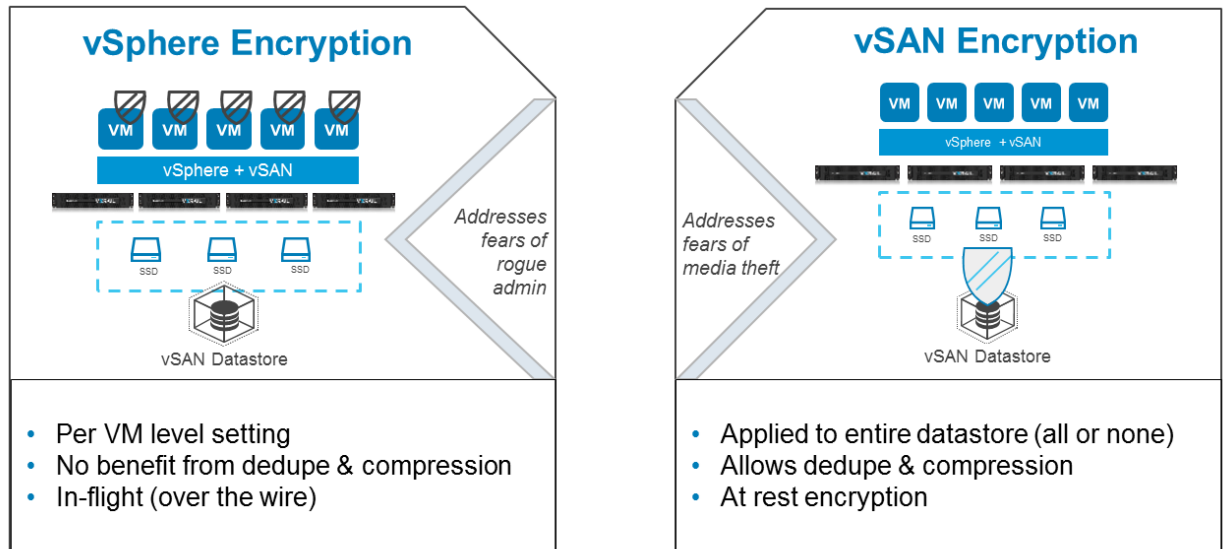 vSphere Encryption
VM VM VM VM VM
vSphere + vSAN
SSD SSD SSD
vSAN Datastore
Addresses
fears of
rogue
admin
• Per VM level setting
• No benefit from dedupe & compression
• In-flight (over the wire)
vSAN Encryption
VM VM VM VM VM
vSphere + vSAN
SSD SSD SSD
vSAN Datastore
Addresses
fears of
media theft
• Applied to entire datastore (all or none)
• Allows dedupe & compression
• At rest encryption